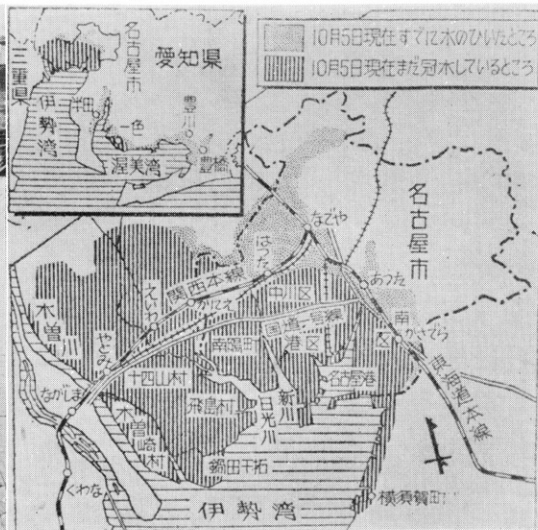 10月5日現在すでに水のひいたところ
10月5日現在まだ冠水しているところ
三重県
名古屋市
愛知県
伊勢湾
半田
一色
豊川
渥美湾
豊橋
名古屋市
なごや
はった
あつた
関西本線
中川区
かにえ
えいわ
国道一号線
南
区
かさでら
木曽川
やとみ
南陽町
港区
東海道本線
十四山村
名古屋港
ながしま
飛島村
日光川
新川
木曽
崎村
鍋田干拓
くわな
伊勢湾
横須賀町